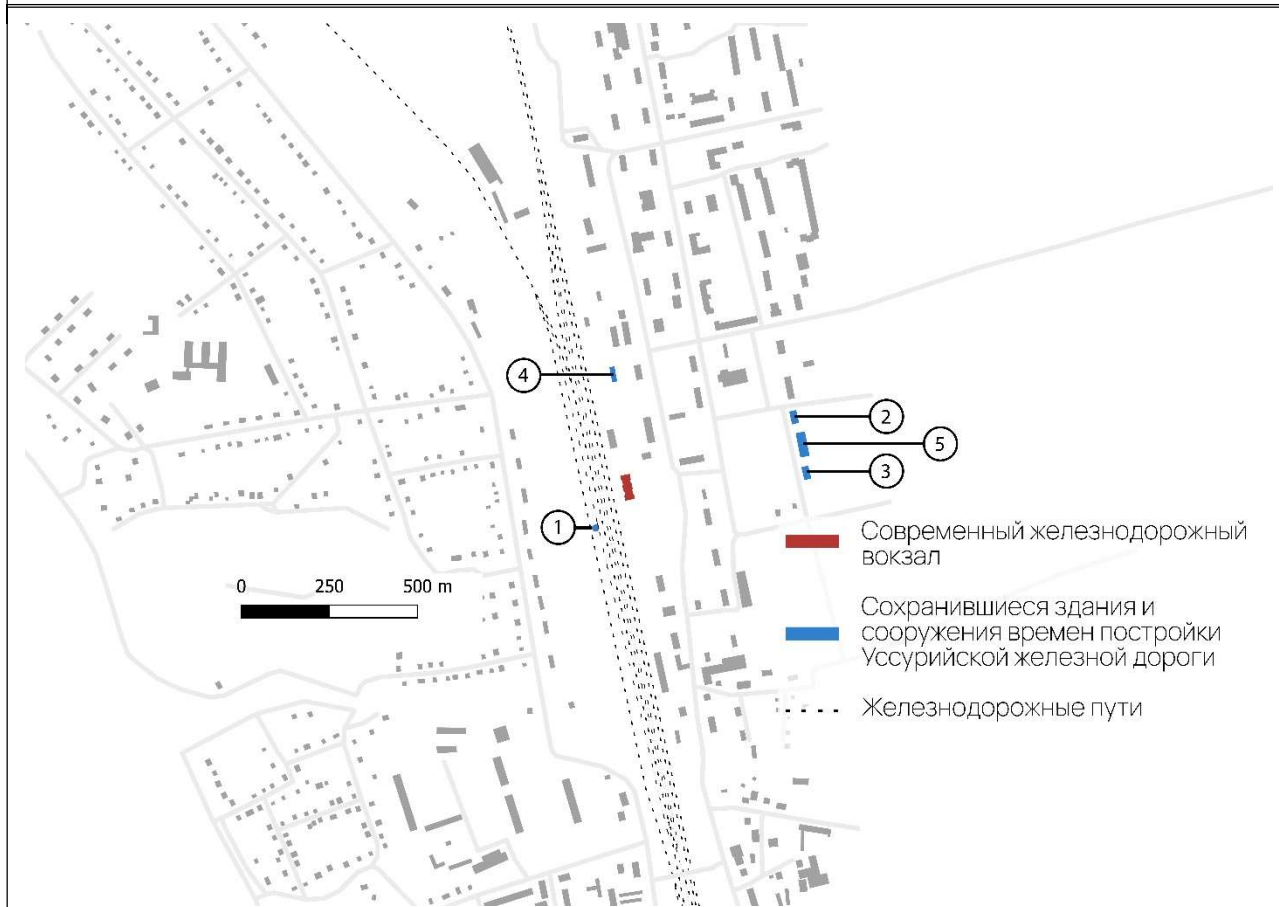 4
2
5
3
1
0 250 500 m
Современный железнодорожный
вокзал
Сохранившиеся здания и
сооружения времен постройки
Уссурийской железной дороги
Железнодорожные пути